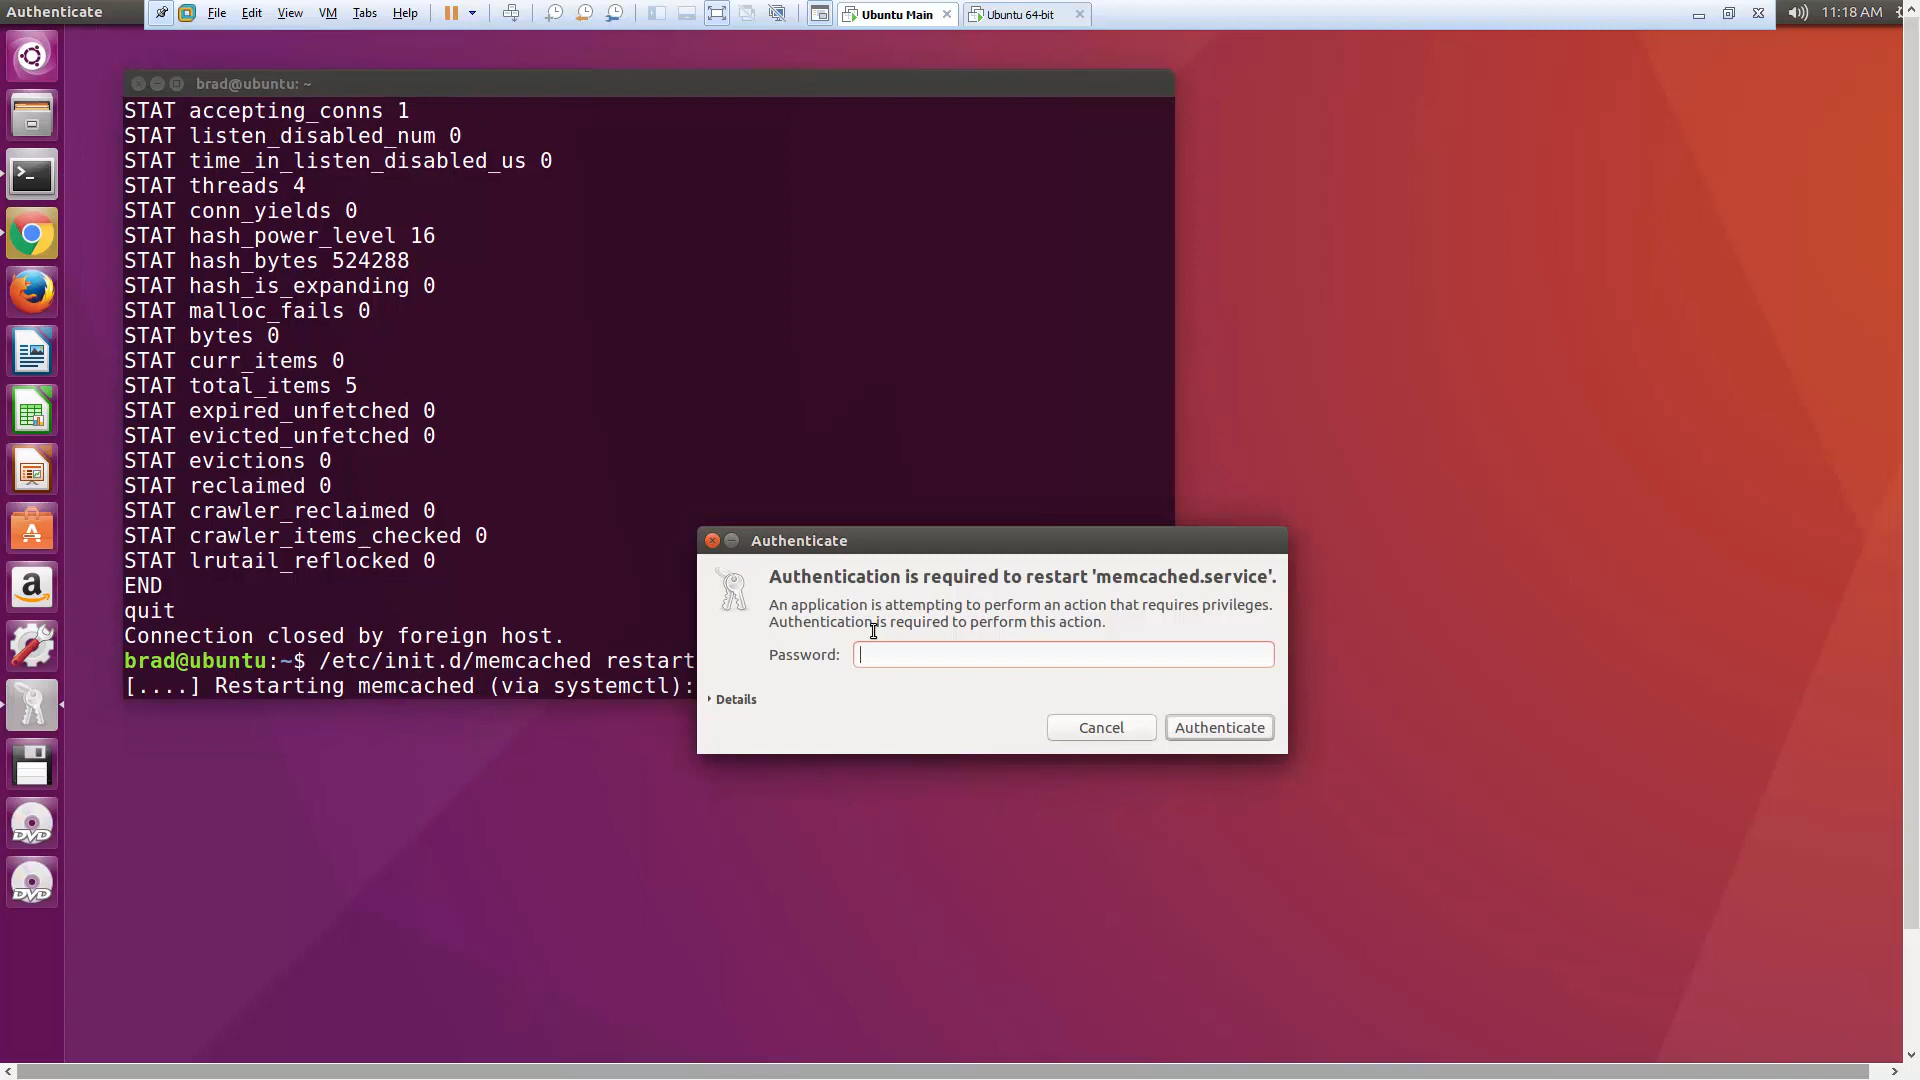 Authenticate
File Edit View VM Tabs Help
Ubuntu Main
Ubuntu 64-bit
11:18 AM
brad@ubuntu: ~
STAT accepting_conns 1
STAT listen_disabled_num 0
STAT time_in_listen_disabled_us 0
STAT threads 4
STAT conn_yields 0
STAT hash_power_level 16
STAT hash_bytes 524288
STAT hash_is_expanding 0
STAT malloc_fails 0
STAT bytes 0
STAT curr_items 0
STAT total_items 5
STAT expired_unfetched 0
STAT evicted_unfetched 0
STAT evictions 0
STAT reclaimed 0
STAT crawler_reclaimed 0
STAT crawler_items_checked 0
STAT lrutail_reflocked 0
END
quit
Connection closed by foreign host.
brad@ubuntu:~$ /etc/init.d/memcached restart
[....] Restarting memcached (via systemctl):
Authenticate
Authentication is required to restart 'memcached.service'.
An application is attempting to perform an action that requires privileges.
Authentication is required to perform this action.
Password:
Details
Cancel
Authenticate